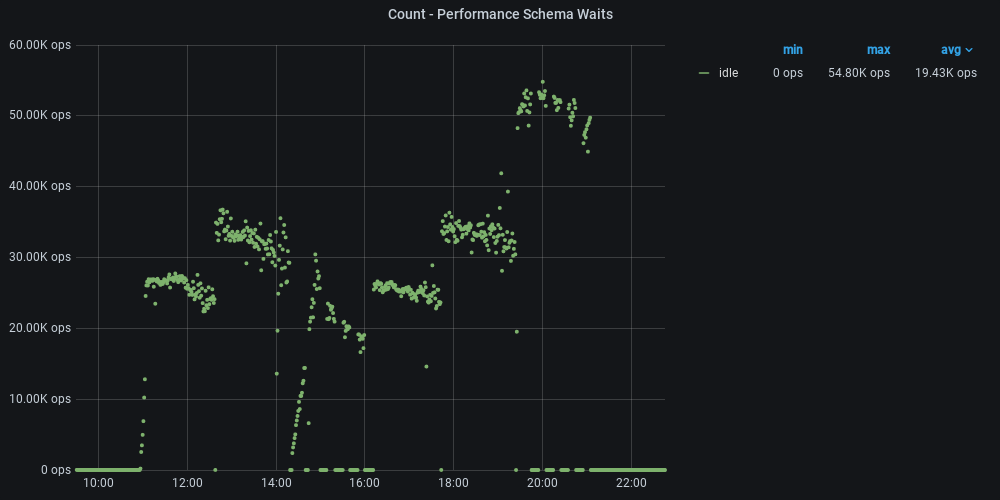 Count - Performance Schema Waits
60.00K ops
50.00K ops
40.00K ops
30.00K ops
20.00K ops
10.00K ops
0 ops
10:00 12:00 14:00 16:00 18:00 20:00 22:00
min max avg
idle 0 ops 54.80K ops 19.43K ops